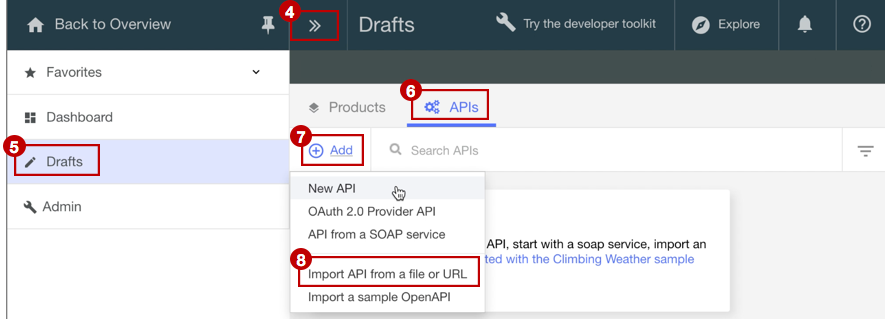 Back to Overview
4
Drafts
Try the developer toolkit
Explore
Favorites
Dashboard
5
Drafts
Admin
Products
6
APIs
7
Add
Search APIs
New API
OAuth 2.0 Provider API
API from a SOAP service
8
Import API from a file or URL
Import a sample OpenAPI
API, start with a soap service, import an
ted with the Climbing Weather sample